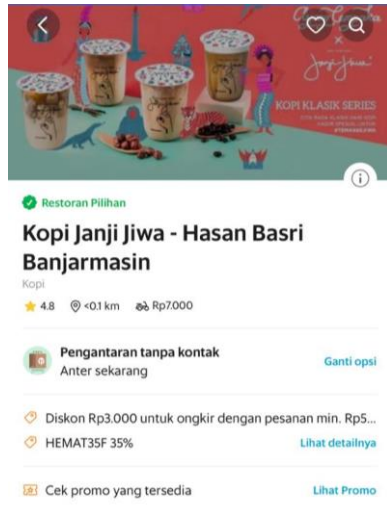 Janji Jiwa
KOPI KLASIK SERIES
Restoran Pilihan
Kopi Janji Jiwa - Hasan Basri
Banjarmasin
Kopi
4.8 <0.1 km Rp7.000
Pengantaran tanpa kontak
Anter sekarang
Ganti opsi
Diskon Rp3.000 untuk ongkir dengan pesanan min. Rp5...
HEMAT35F 35%
Lihat detailnya
Cek promo yang tersedia
Lihat Promo